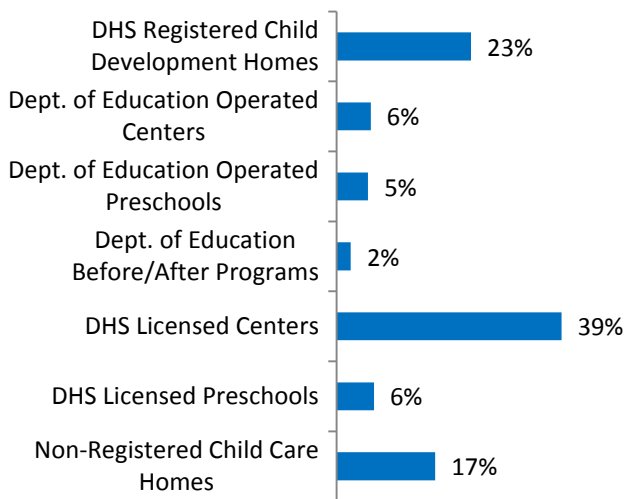 DHS Registered Child
Development Homes
23%
Dept. of Education Operated
Centers
6%
Dept. of Education Operated
Preschools
5%
Dept. of Education
Before/After Programs
2%
DHS Licensed Centers
39%
DHS Licensed Preschools
6%
Non-Registered Child Care
Homes
17%